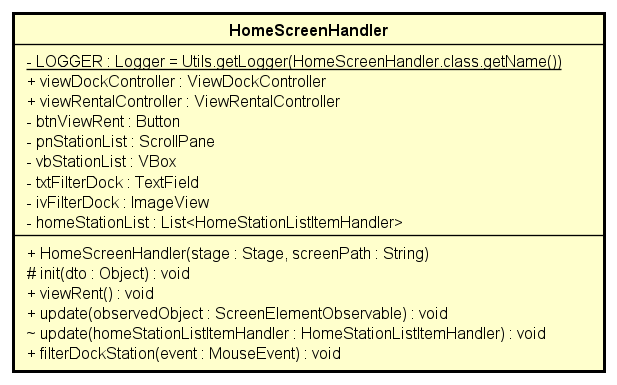 HomeScreenHandler
- LOGGER : Logger = Utils.getLogger(HomeScreenHandler.class.getName())
+ viewDockController : ViewDockController
+ viewRentalController : ViewRentalController
- btnViewRent : Button
- pnStationList : ScrollPane
- vbStationList : VBox
- txtFilterDock : TextField
- ivFilterDock : ImageView
- homeStationList : List<HomeStationListItemHandler>
+ HomeScreenHandler(stage : Stage, screenPath : String)
# init(dto : Object) : void
+ viewRent() : void
+ update(observedObject : ScreenElementObservable) : void
~ update(homeStationListItemHandler : HomeStationListItemHandler) : void
+ filterDockStation(event : MouseEvent) : void